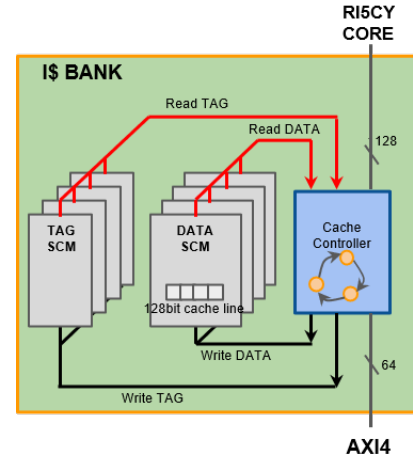 RI5CY
CORE
I$ BANK
Read TAG
Read DATA
128
TAG
SCM
DATA
SCM
Cache
Controller
128bit cache line
Write DATA
64
Write TAG
AXI4